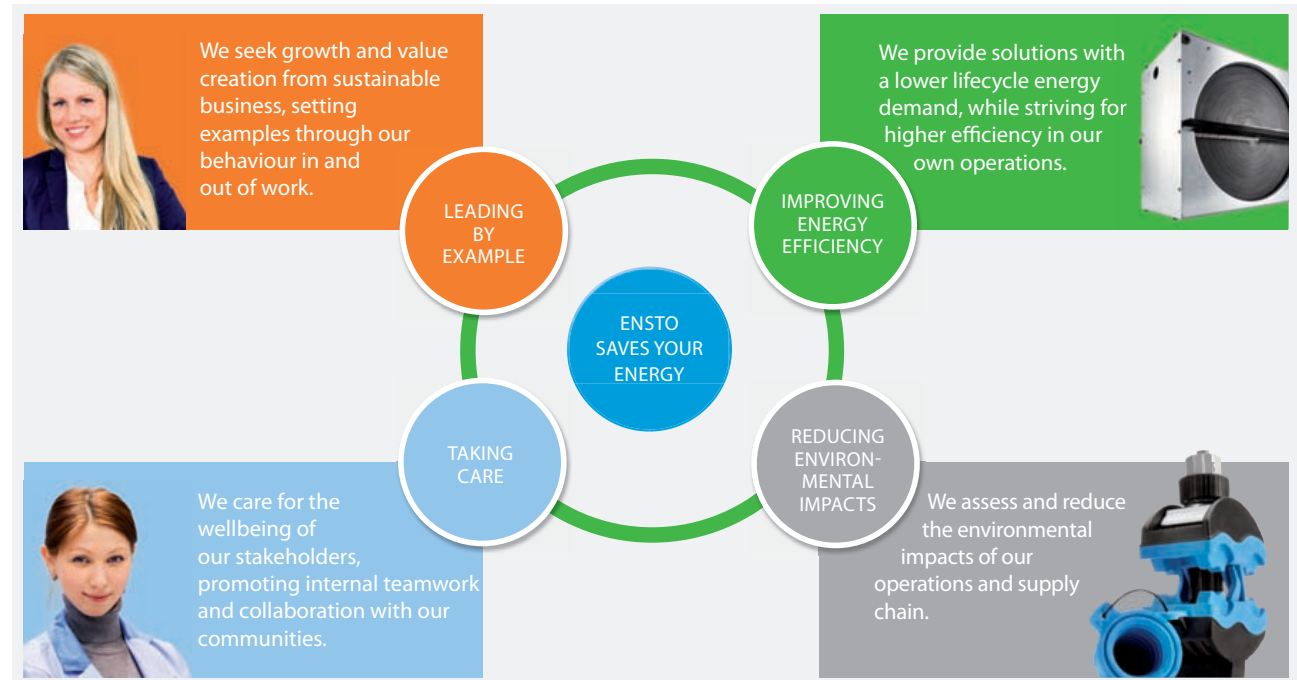 We seek growth and value
creation from sustainable
business, setting
examples through our
behaviour in and
out of work.
LEADING
BY
EXAMPLE
We provide solutions with
a lower lifecycle energy
demand, while striving for
higher efficiency in our
own operations.
IMPROVING
ENERGY
EFFICIENCY
ENSTO
SAVES YOUR
ENERGY
TAKING
CARE
We care for the
wellbeing of
our stakeholders,
promoting internal teamwork
and collaboration with our
communities.
REDUCING
ENVIRON-
MENTAL
IMPACTS
We assess and reduce
the environmental
impacts of our
operations and supply
chain.